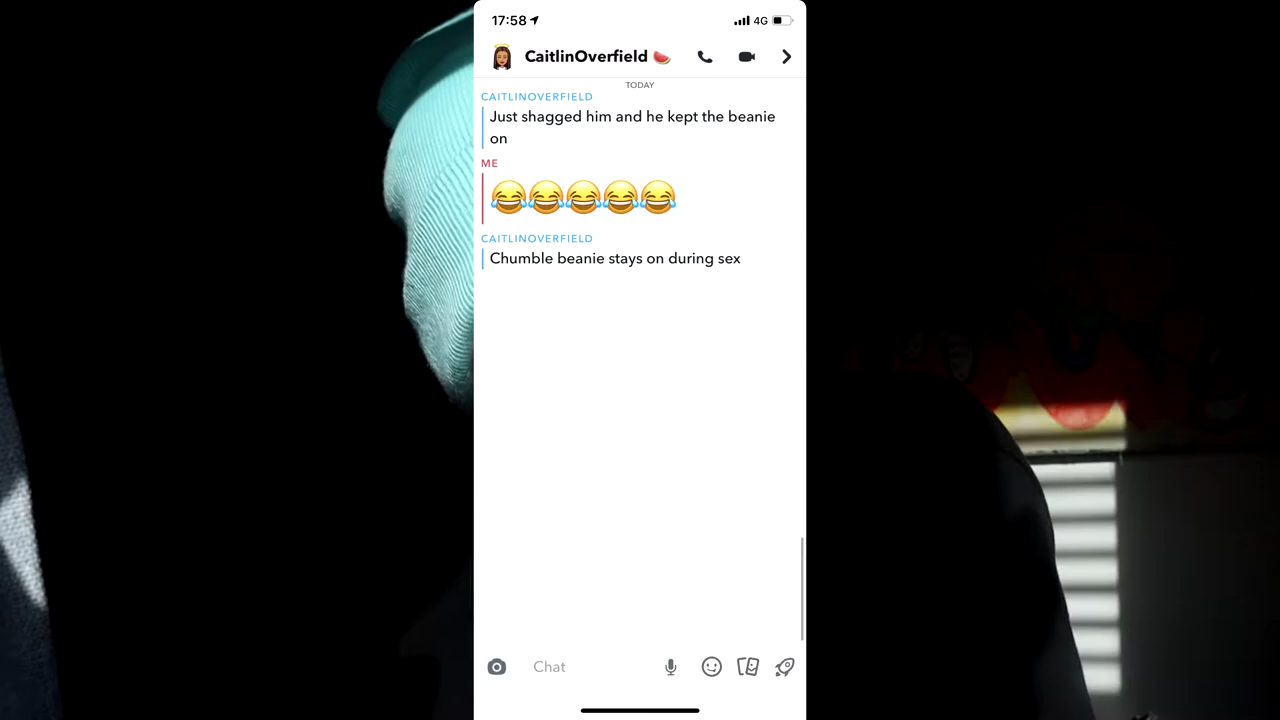 17:58
4G
CaitlinOverfield
TODAY
CAITLINOVERFIELD
Just shagged him and he kept the beanie
on
ME
😂😂😂😂😂
CAITLINOVERFIELD
Chumble beanie stays on during sex
Chat